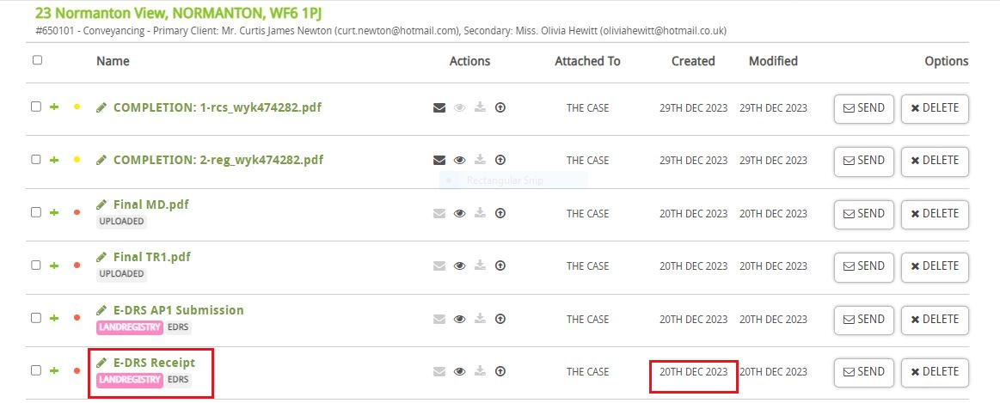 23 Normanton View, NORMANTON, WF6 1PJ
#650101 - Conveyancing - Primary Client: Mr. Curtis James Newton (curt.newton@hotmail.com), Secondary: Miss. Olivia Hewitt (oliviahewitt@hotmail.co.uk)
Name Actions Attached To Created Modified Options
COMPLETION: 1-rcs_wyk474282.pdf THE CASE 29TH DEC 2023 29TH DEC 2023 SEND DELETE
COMPLETION: 2-reg_wyk474282.pdf THE CASE 29TH DEC 2023 29TH DEC 2023 SEND DELETE
Rectangular Snip
Final MD.pdf THE CASE 20TH DEC 2023 20TH DEC 2023 SEND DELETE
UPLOADED
Final TR1.pdf THE CASE 20TH DEC 2023 20TH DEC 2023 SEND DELETE
UPLOADED
E-DRS AP1 Submission THE CASE 20TH DEC 2023 20TH DEC 2023 SEND DELETE
LANDREGISTRY EDRS
E-DRS Receipt THE CASE 20TH DEC 2023 20TH DEC 2023 SEND DELETE
LANDREGISTRY EDRS